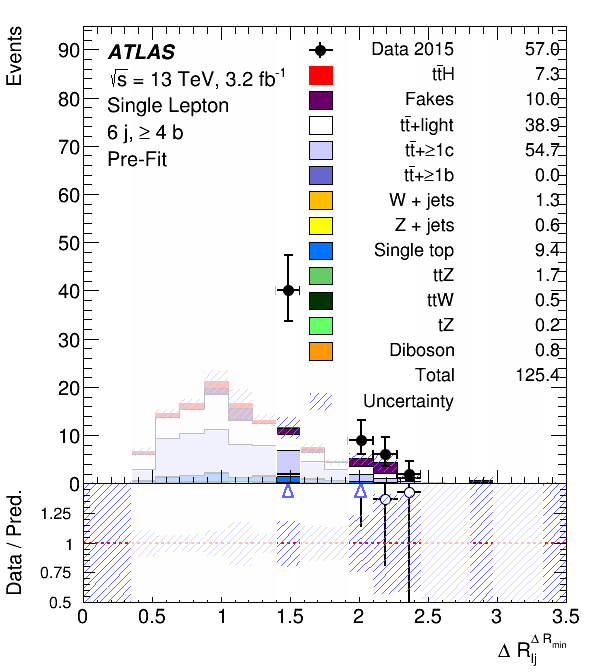 Events
ATLAS
√s = 13 TeV, 3.2 fb⁻¹
Single Lepton
6 j, ≥ 4 b
Pre-Fit
Data 2015 57.0
tt̄H 7.3
Fakes 10.0
tt̄+light 38.9
tt̄+≥1c 54.7
tt̄+≥1b 0.0
W + jets 1.3
Z + jets 0.6
Single top 9.4
ttZ 1.7
ttW 0.5
tZ 0.2
Diboson 0.8
Total 125.4
Uncertainty
90
80
70
60
50
40
30
20
10
0
Data / Pred.
1.25
1
0.75
0.5
0 0.5 1 1.5 2 2.5 3 3.5
Δ R_lj^Δ R_min